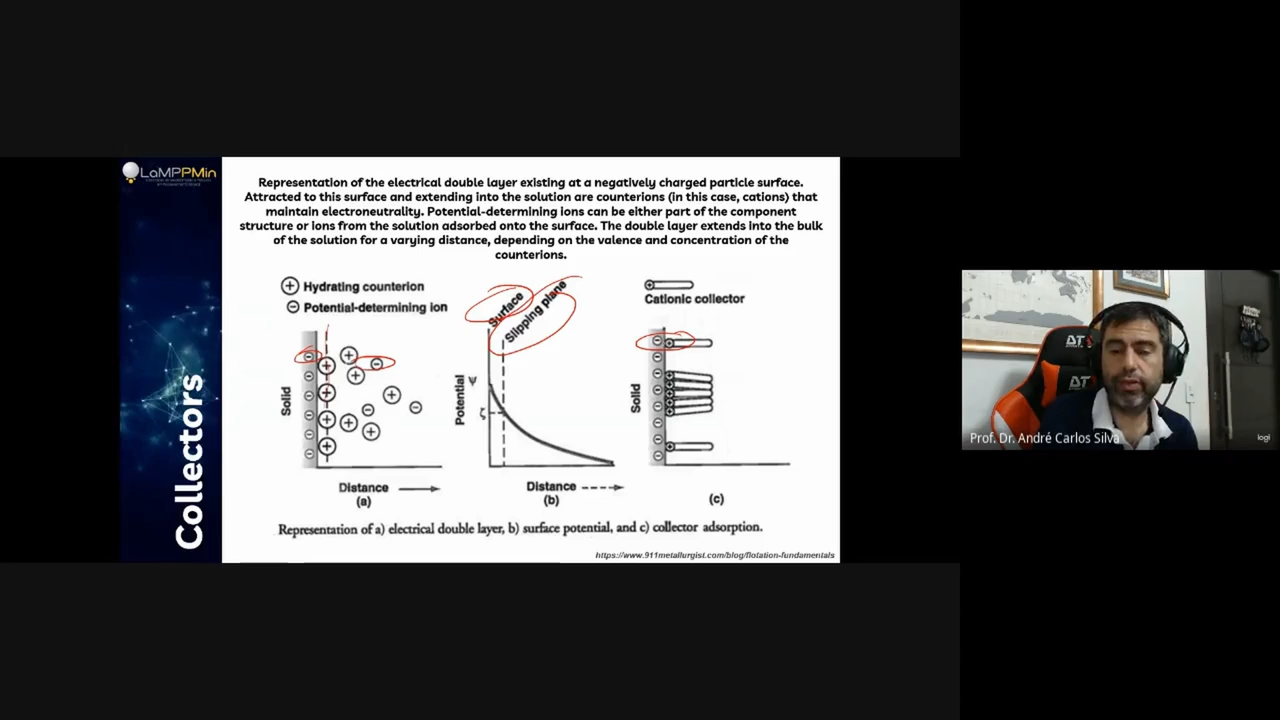 LaMPPMin
Collectors
Representation of the electrical double layer existing at a negatively charged particle surface.
Attracted to this surface and extending into the solution are counterions (in this case, cations) that
maintain electroneutrality. Potential-determining ions can be either part of the component
structure or ions from the solution adsorbed onto the surface. The double layer extends into the bulk
of the solution for a varying distance, depending on the valence and concentration of the
counterions.
Hydrating counterion
Potential-determining ion
Solid
Distance
(a)
Surface
Slipping plane
Potential ψ
ζ
Distance
(b)
Cationic collector
Solid
(c)
Representation of a) electrical double layer, b) surface potential, and c) collector adsorption.
https://www.911metallurgist.com/blog/flotation-fundamentals
DT
DT
Prof. Dr. André Carlos Silva
logi